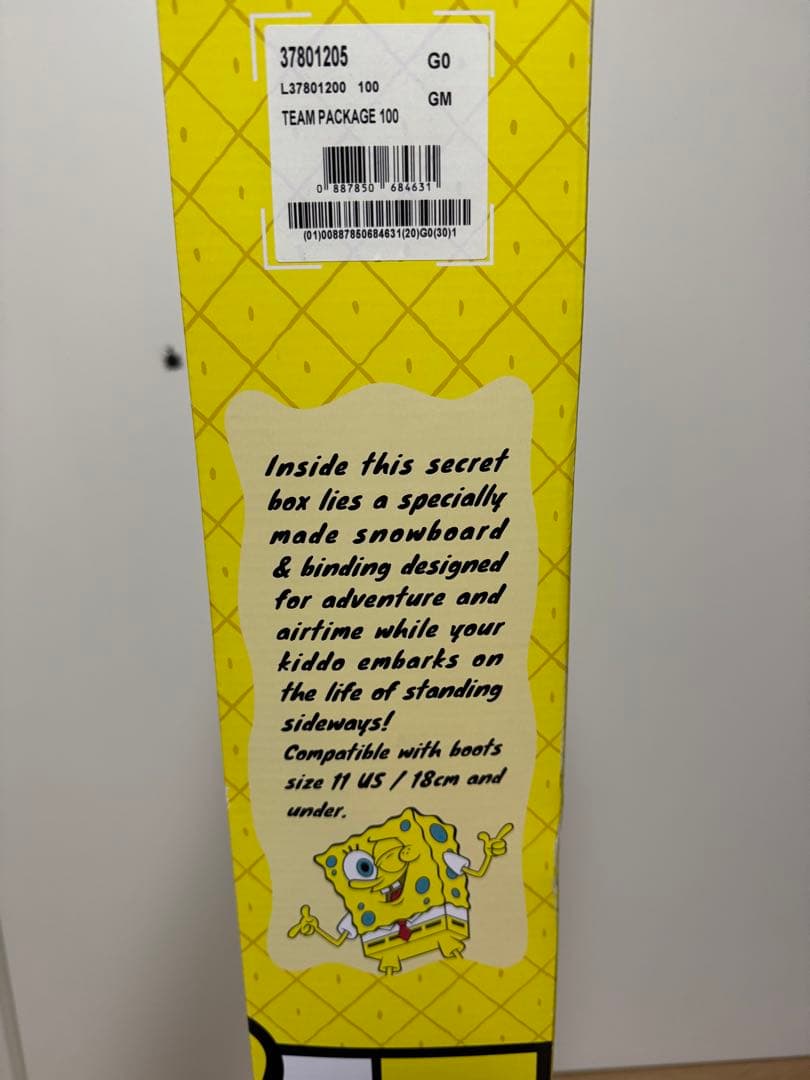 37801205 G0
L37801200 100 GM
TEAM PACKAGE 100
0 887850 684631
(01)00887850684631(20)G0(30)1
Inside this secret
box lies a specially
made snowboard
& binding designed
for adventure and
airtime while your
kiddo embarks on
the life of standing
sideways!
Compatible with boots
size 11 US / 18cm and
under.